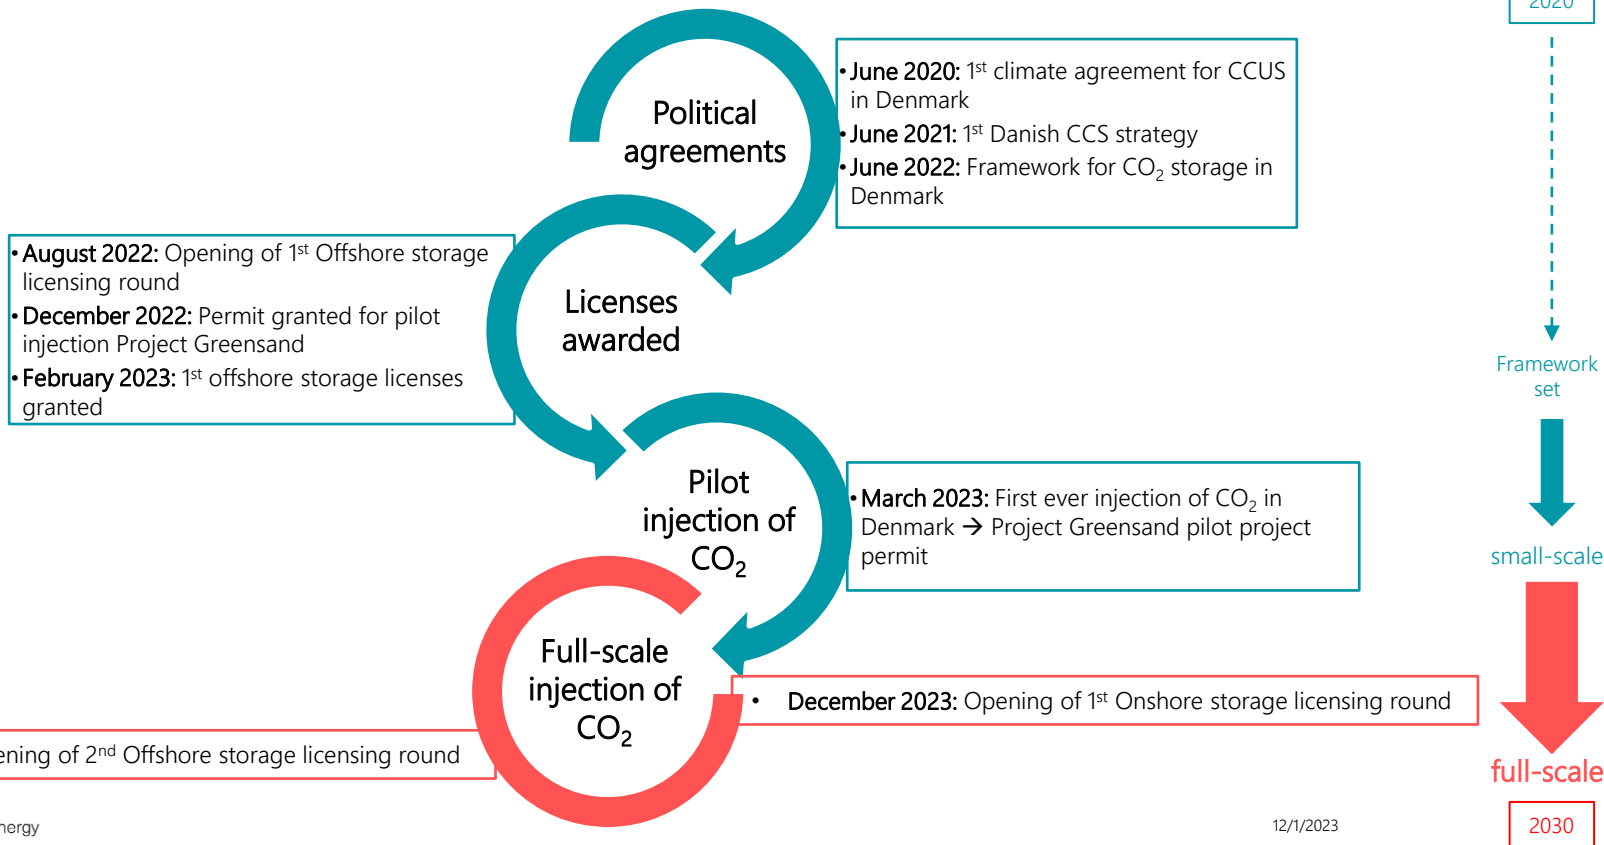 2020
Political
agreements
• June 2020: 1st climate agreement for CCUS
in Denmark
• June 2021: 1st Danish CCS strategy
• June 2022: Framework for CO2 storage in
Denmark
• August 2022: Opening of 1st Offshore storage
licensing round
• December 2022: Permit granted for pilot
injection Project Greensand
• February 2023: 1st offshore storage licenses
granted
Licenses
awarded
Framework
set
Pilot
injection of
CO2
• March 2023: First ever injection of CO2 in
Denmark → Project Greensand pilot project
permit
small-scale
Full-scale
injection of
CO2
• December 2023: Opening of 1st Onshore storage licensing round
of 2nd Offshore storage licensing round
full-scale
12/1/2023
2030